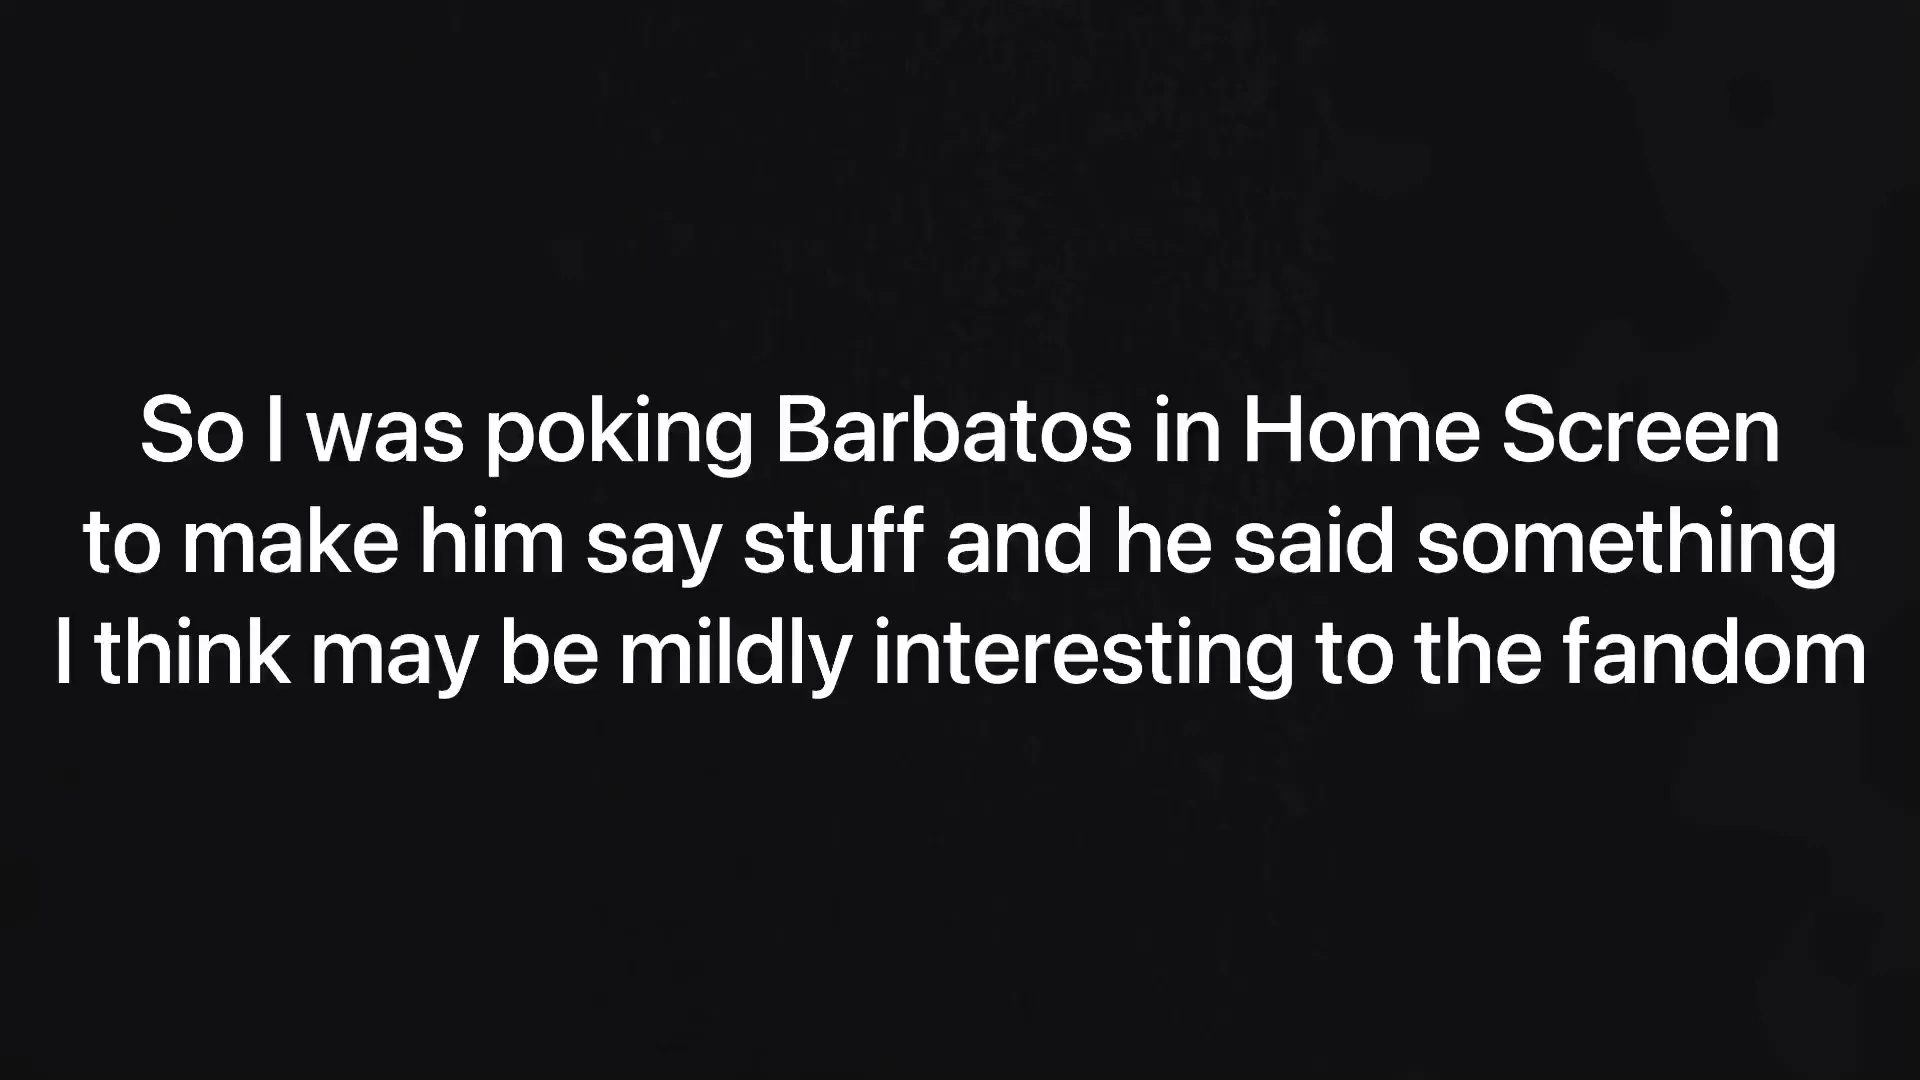 So I was poking Barbatos in Home Screen
to make him say stuff and he said something
I think may be mildly interesting to the fandom